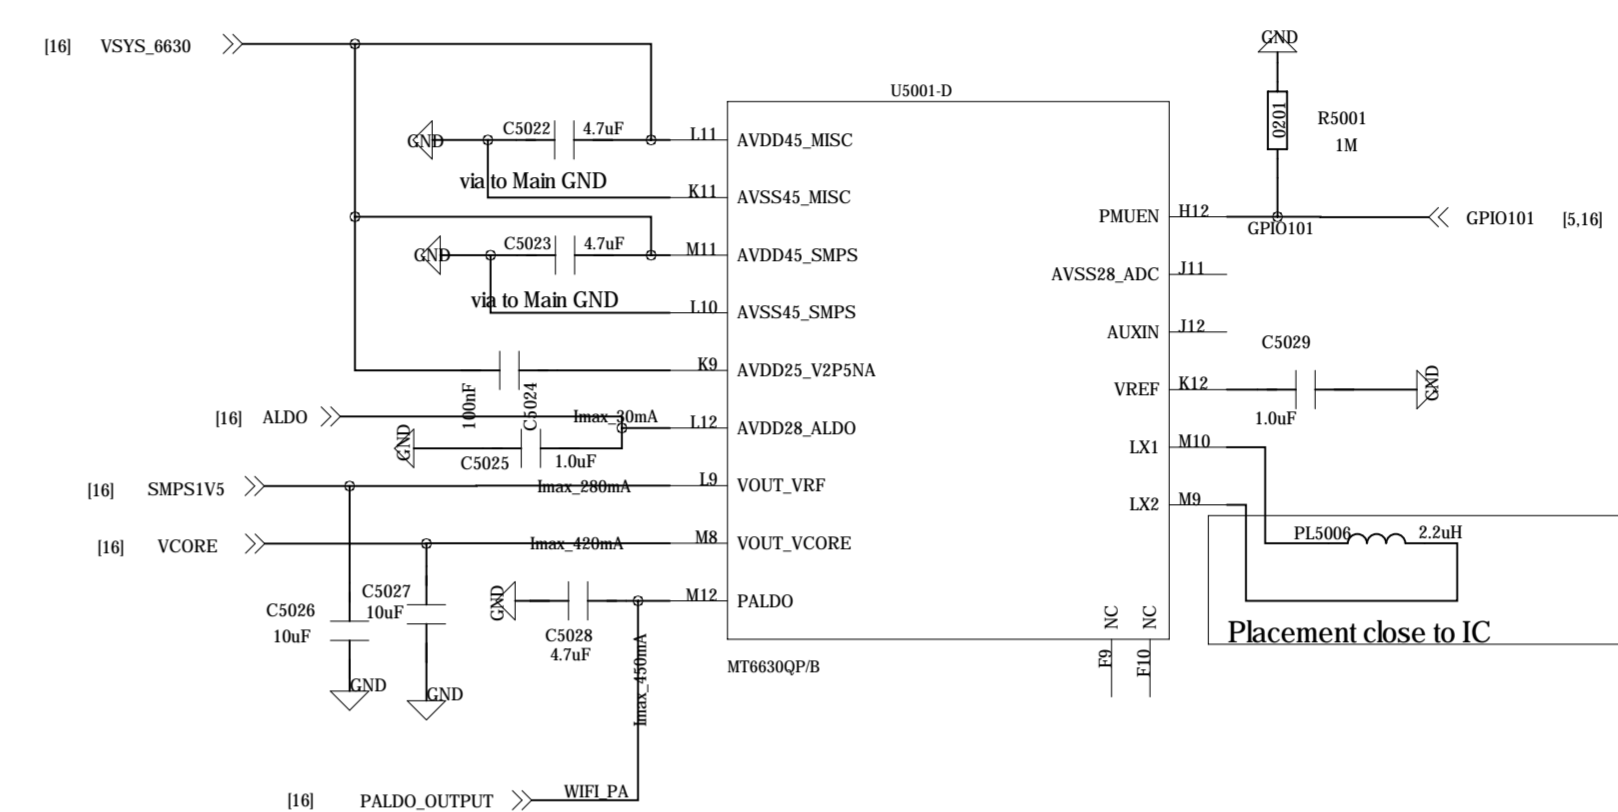 [16] VSYS_6630
GND
U5001-D
C5022 4.7uF
L11 AVDD45_MISC
GND
0201
R5001
1M
via to Main GND
K11 AVSS45_MISC
PMUEN H12
GPIO101
GPIO101 [5,16]
C5023 4.7uF
GND
M11 AVDD45_SMPS
AVSS28_ADC J11
via to Main GND
L10 AVSS45_SMPS
AUXIN J12
C5029
K9 AVDD25_V2P5NA
100nF
C5024
VREF K12
1.0uF
GND
[16] ALDO
Imax_30mA
L12 AVDD28_ALDO
GND
C5025 1.0uF
LX1 M10
[16] SMPS1V5
Imax_280mA
L9 VOUT_VRF
LX2 M9
PL5006 2.2uH
[16] VCORE
Imax_420mA
M8 VOUT_VCORE
C5026
10uF
C5027
10uF
GND
M12 PALDO
C5028
4.7uF
NC NC
Placement close to IC
F9 F10
MT6630QP/B
GND
GND
Imax_450mA
WIFI_PA
[16] PALDO_OUTPUT